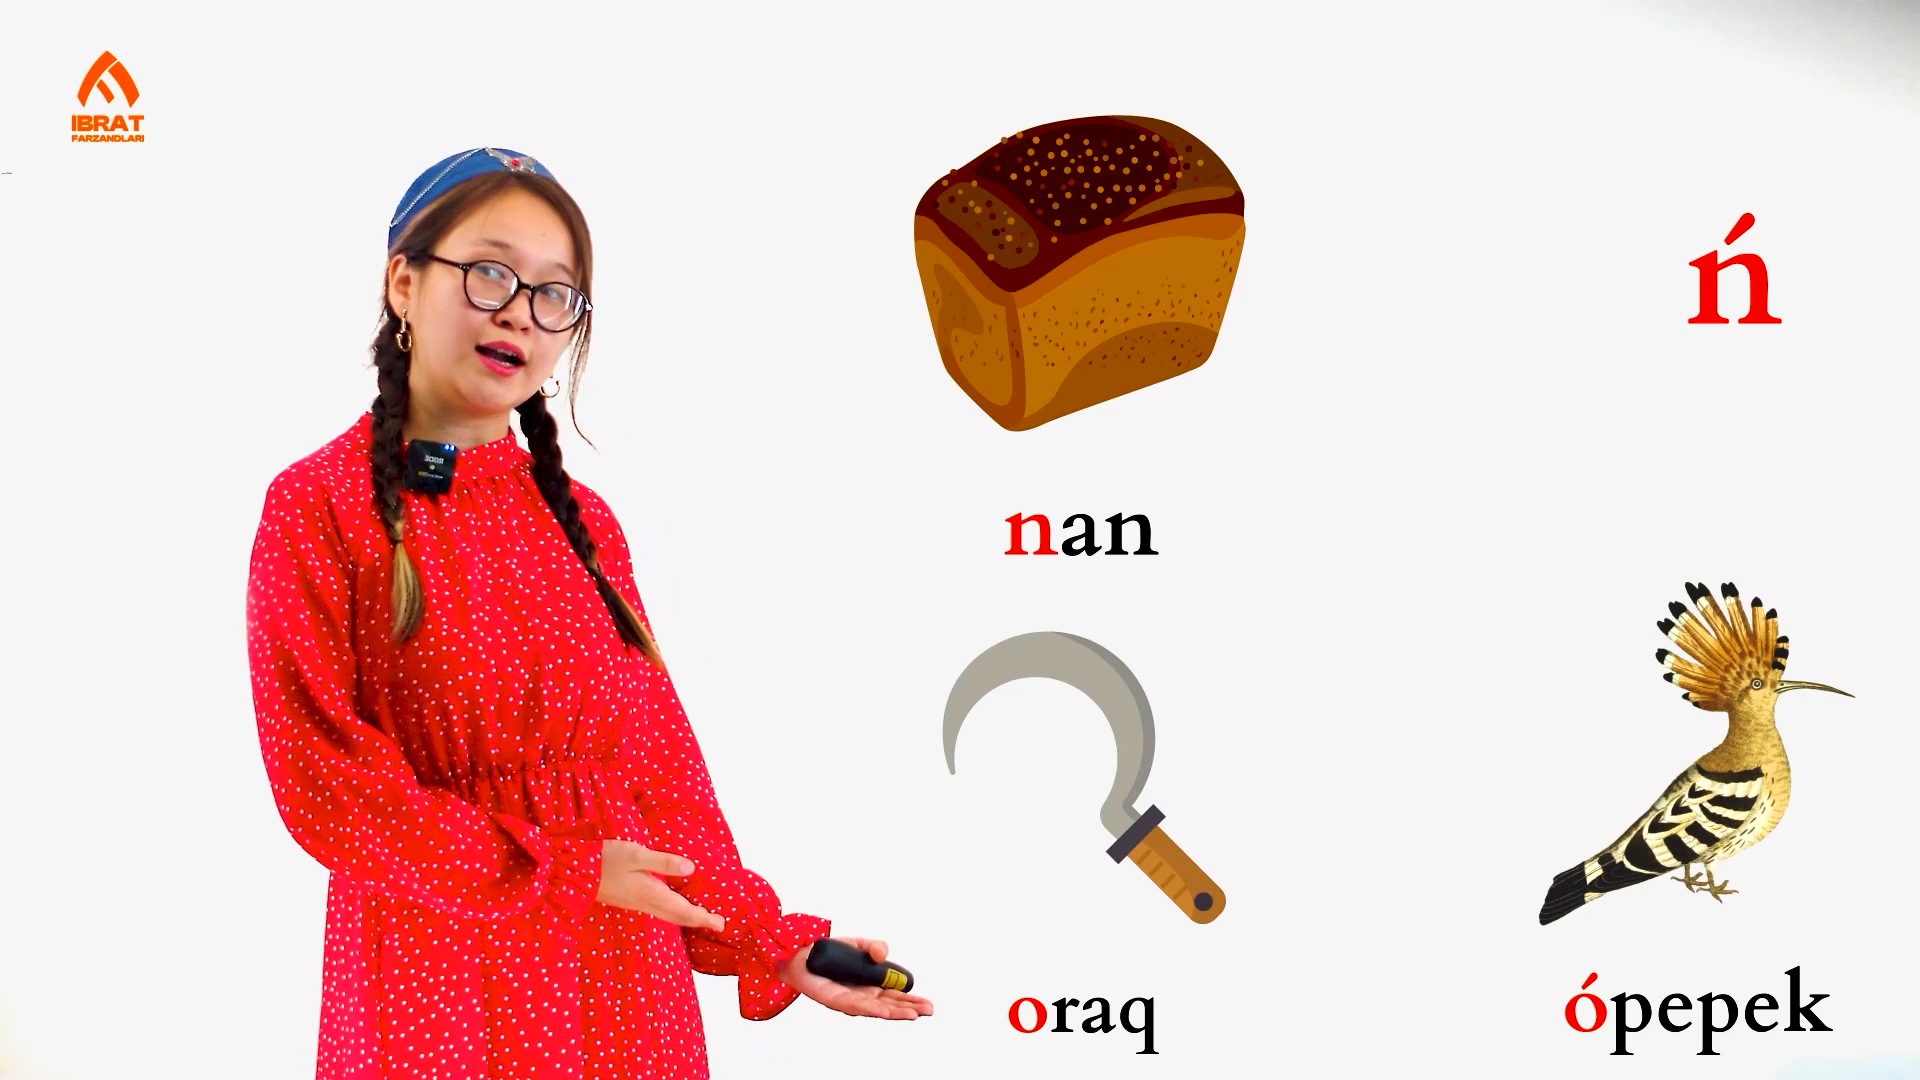 IBRAT
FARZANDLARI
ń
nan
oraq
ópepek